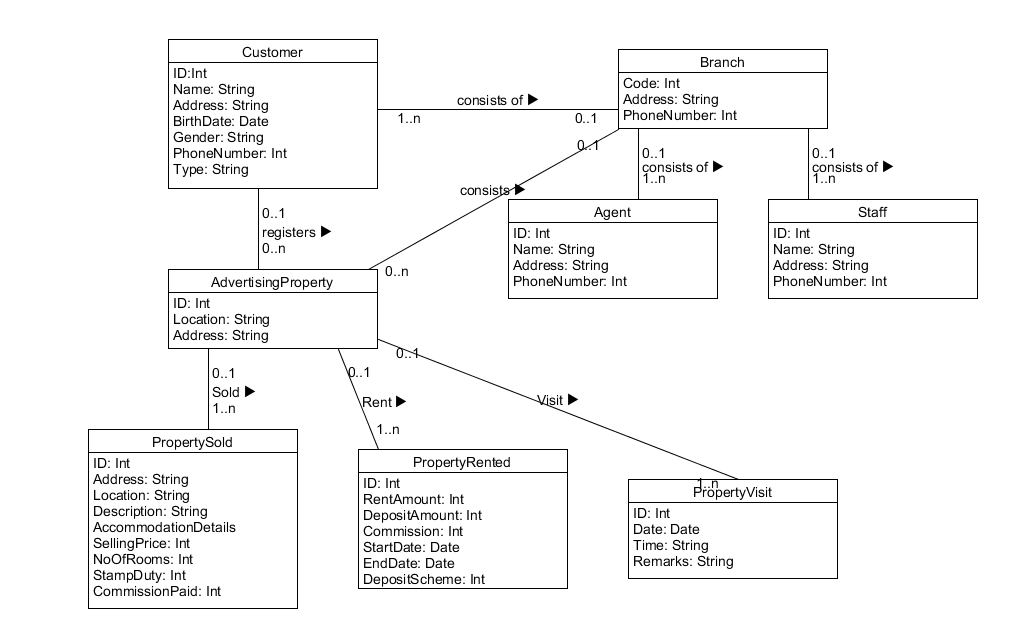 Customer
ID:Int
Name: String
Address: String
BirthDate: Date
Gender: String
PhoneNumber: Int
Type: String
consists of ▶
1..n
0..1
Branch
Code: Int
Address: String
PhoneNumber: Int
0..1
consists ▶
0..n
0..1
consists of ▶
1..n
0..1
consists of ▶
1..n
Agent
ID: Int
Name: String
Address: String
PhoneNumber: Int
Staff
ID: Int
Name: String
Address: String
PhoneNumber: Int
0..1
registers ▶
0..n
AdvertisingProperty
ID: Int
Location: String
Address: String
0..1
Sold ▶
1..n
0..1
Rent ▶
1..n
0..1
Visit ▶
1..n
PropertySold
ID: Int
Address: String
Location: String
Description: String
AccommodationDetails
SellingPrice: Int
NoOfRooms: Int
StampDuty: Int
CommissionPaid: Int
PropertyRented
ID: Int
RentAmount: Int
DepositAmount: Int
Commission: Int
StartDate: Date
EndDate: Date
DepositScheme: Int
PropertyVisit
ID: Int
Date: Date
Time: String
Remarks: String